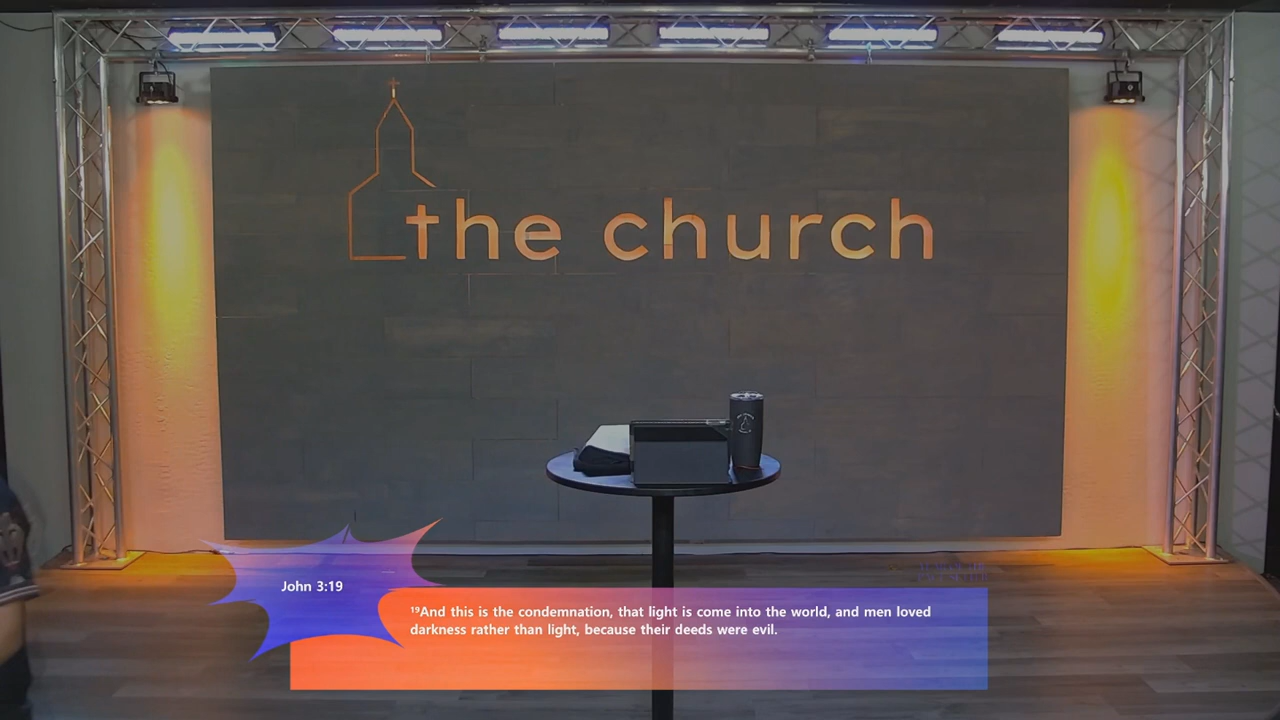 the church
John 3:19
¹⁹And this is the condemnation, that light is come into the world, and men loved
darkness rather than light, because their deeds were evil.